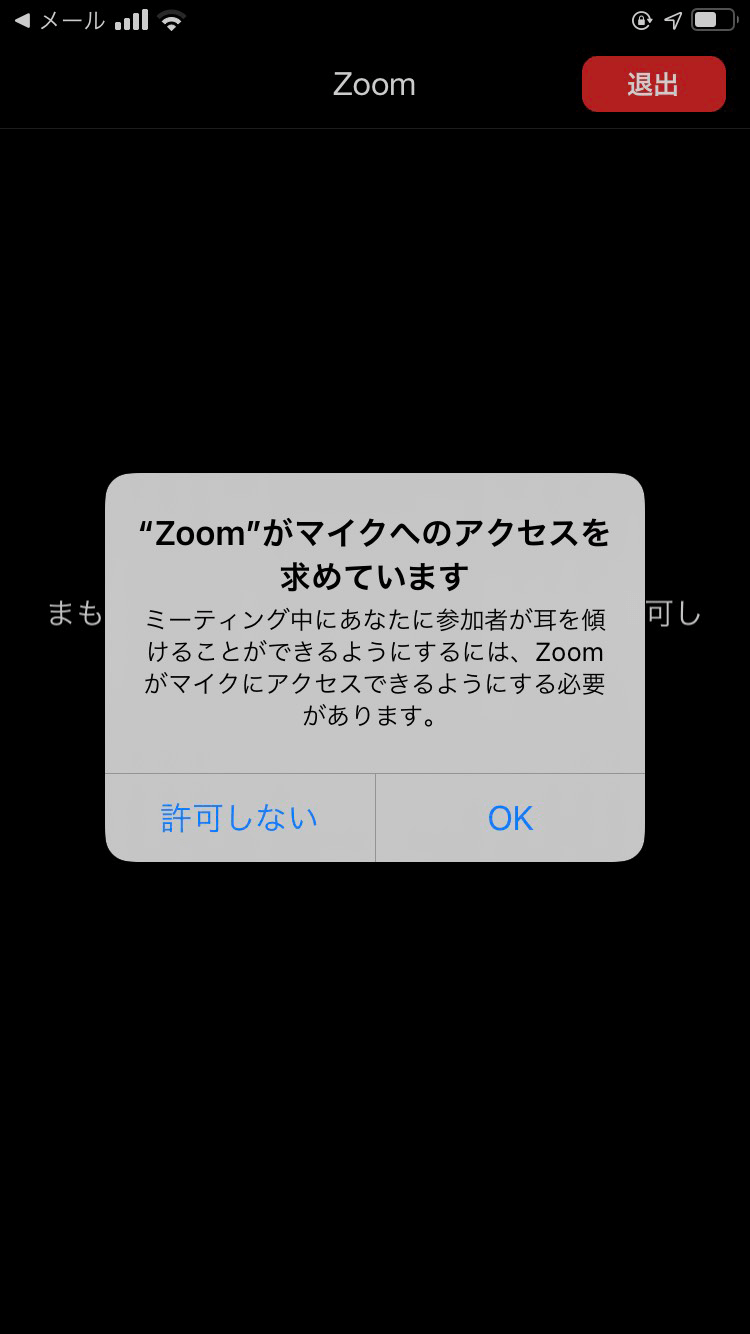 メール
Zoom
退出
“Zoom”がマイクへのアクセスを
求めています
まも
可し
ミーティング中にあなたに参加者が耳を傾
けることができるようにするには、Zoom
がマイクにアクセスできるようにする必要
があります。
許可しない
OK